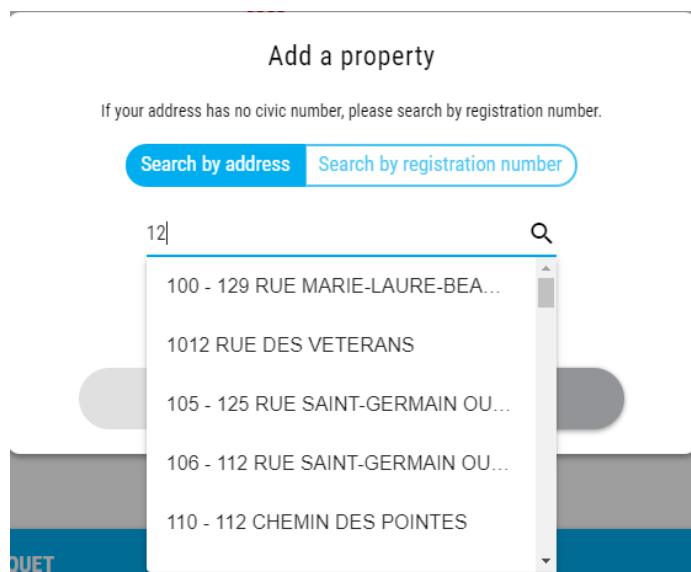 Add a property
If your address has no civic number, please search by registration number.
Search by address
Search by registration number
12
100 - 129 RUE MARIE-LAURE-BEA...
1012 RUE DES VETERANS
105 - 125 RUE SAINT-GERMAIN OU...
106 - 112 RUE SAINT-GERMAIN OU...
110 - 112 CHEMIN DES POINTES